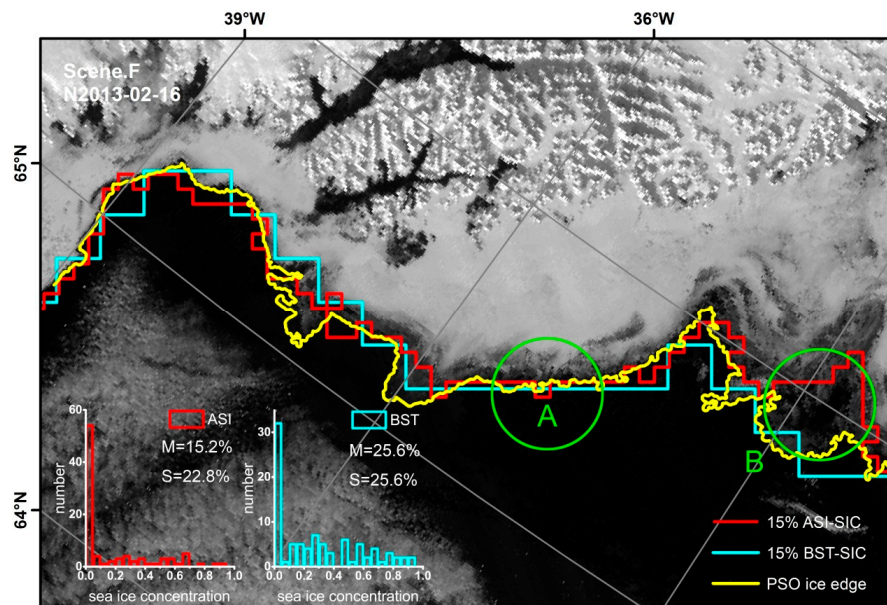 39°W
36°W
65°N
64°N
Scene.F
N2013-02-16
A
B
ASI
M=15.2%
S=22.8%
number
60
40
20
0
0.0 0.2 0.4 0.6 0.8 1.0
sea ice concentration
BST
M=25.6%
S=25.6%
number
30
20
10
0
0.0 0.2 0.4 0.6 0.8 1.0
sea ice concentration
15% ASI-SIC
15% BST-SIC
PSO ice edge